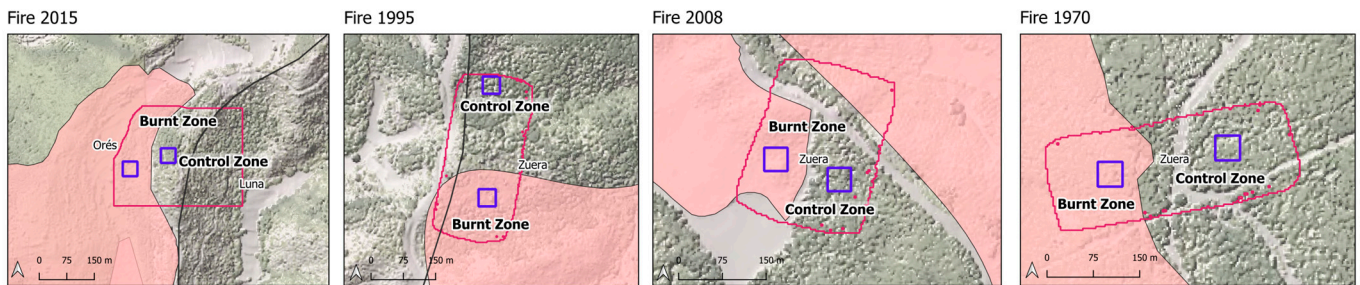 Fire 2015
Burnt Zone
Orés
Control Zone
Luna
0 75 150 m
Fire 1995
Control Zone
Zuera
Burnt Zone
0 75 150 m
Fire 2008
Burnt Zone
Zuera
Control Zone
0 75 150 m
Fire 1970
Zuera
Control Zone
Burnt Zone
0 75 150 m